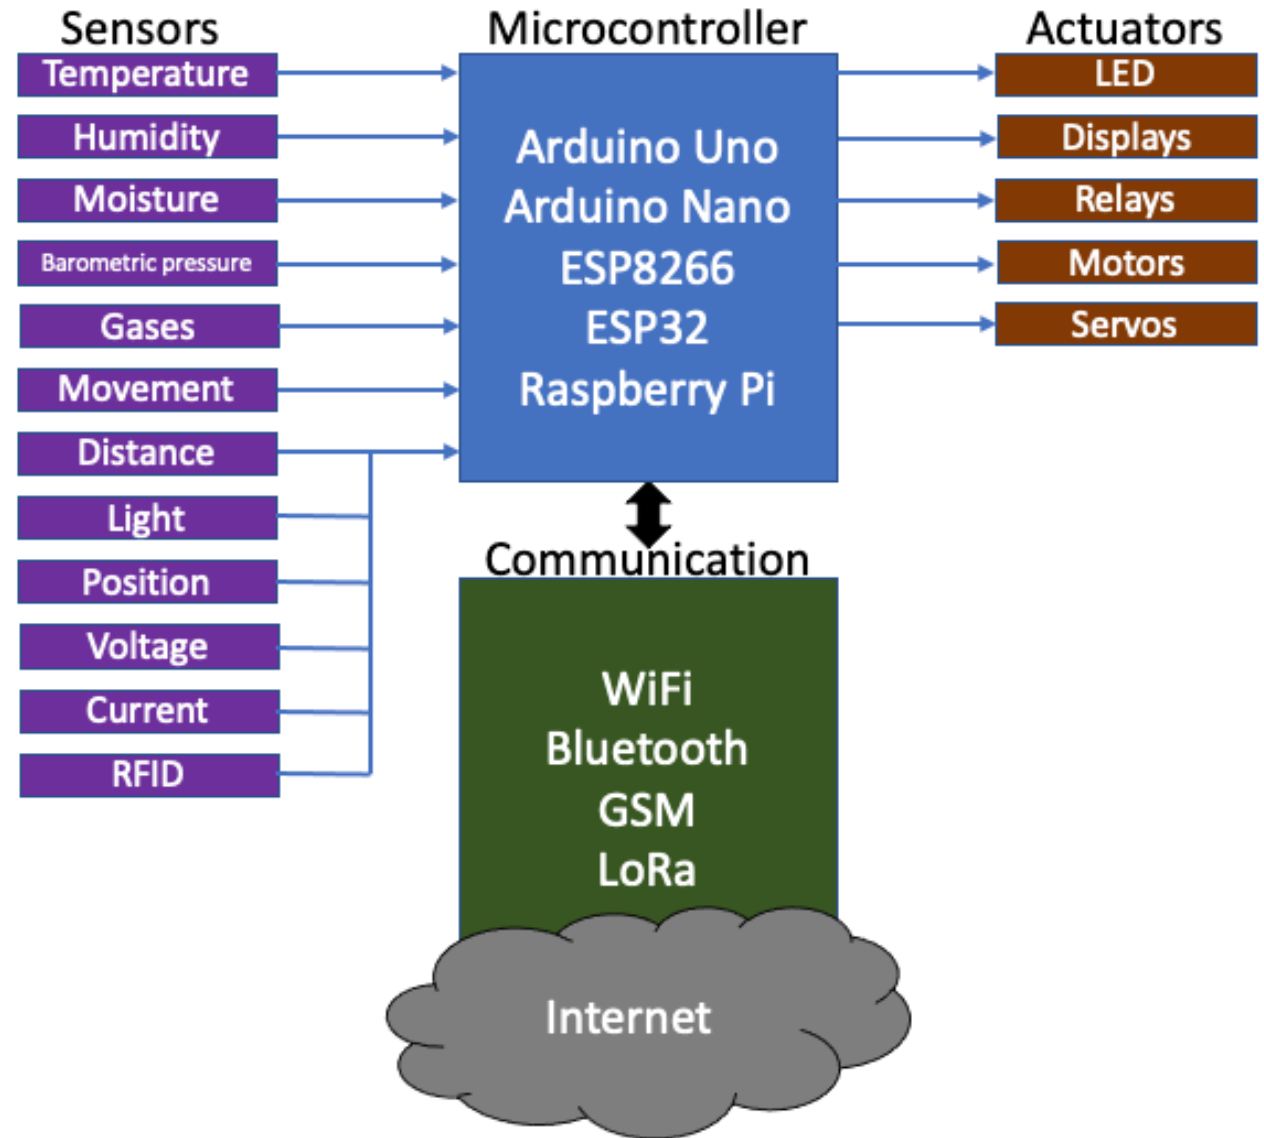 Sensors
Temperature
Humidity
Moisture
Barometric pressure
Gases
Movement
Distance
Light
Position
Voltage
Current
RFID
Microcontroller
Arduino Uno
Arduino Nano
ESP8266
ESP32
Raspberry Pi
Communication
WiFi
Bluetooth
GSM
LoRa
Internet
Actuators
LED
Displays
Relays
Motors
Servos